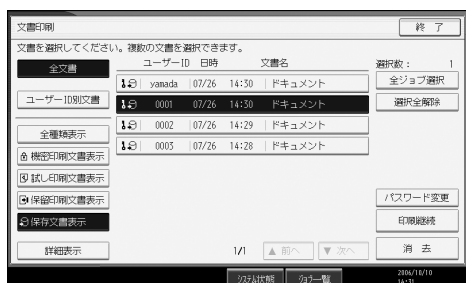 文書印刷
終 了
文書を選択してください。複数の文書を選択できます。
全文書
ユーザーID 日時 文書名
選択数： 1
yamada 07/26 14:30 ドキュメント
全ジョブ選択
ユーザーID別文書
0001 07/26 14:30 ドキュメント
選択全解除
0002 07/26 14:29 ドキュメント
全種類表示
0003 07/26 14:28 ドキュメント
機密印刷文書表示
試し印刷文書表示
保留印刷文書表示
パスワード変更
保存文書表示
印刷継続
詳細表示
1/1
▲ 前へ
▼ 次へ
消 去
システム状態
ジョブ一覧
2006/10/10
14:31